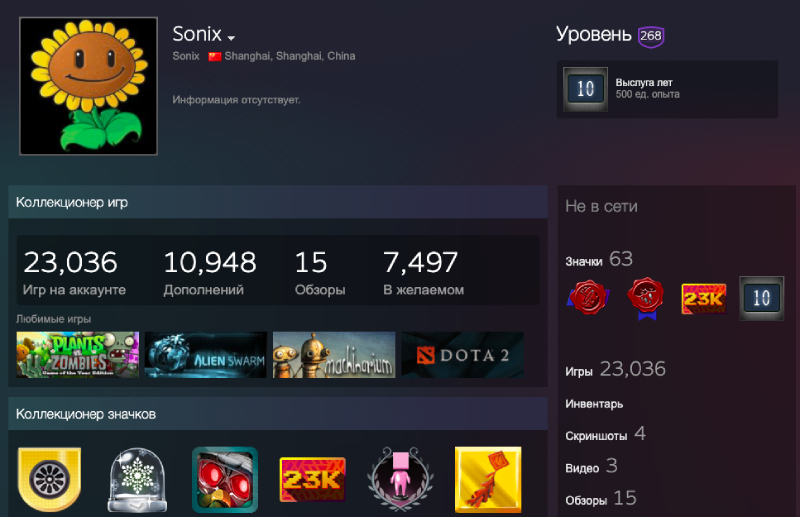 Sonix
Sonix Shanghai, Shanghai, China
Информация отсутствует.
Уровень 268
10
Выслуга лет
500 ед. опыта
Коллекционер игр
23,036 10,948 15 7,497
Игр на аккаунте Дополнений Обзоры В желаемом
Любимые игры
PLANTS vs. ZOMBIES
Game of the Year Edition
ALIEN SWARM
machinarium
DOTA 2
Коллекционер значков
23K
Не в сети
Значки 63
23K
10
Игры 23,036
Инвентарь
Скриншоты 4
Видео 3
Обзоры 15